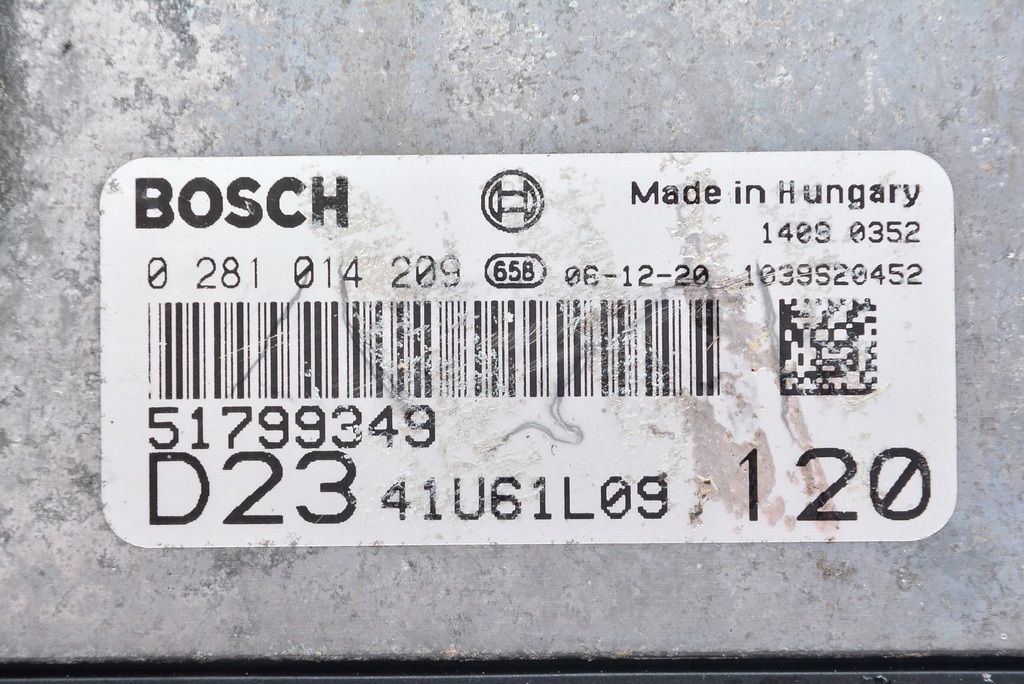 BOSCH Made in Hungary
1409 0352
0 281 014 209 658 06-12-20 1039S20452
51799349
D23 41U61L09 120